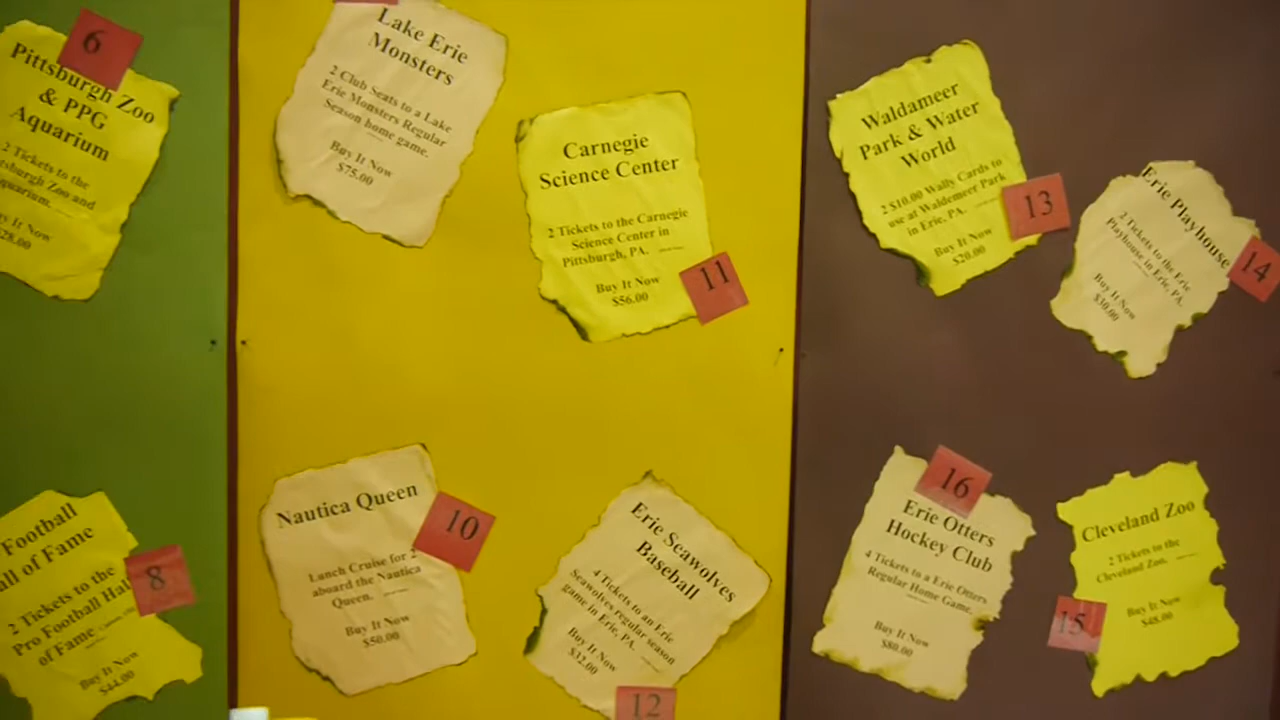 6
Pittsburgh Zoo
& PPG
Aquarium
2 Tickets to the
Zoo and
$28.00
Football
of Fame
2 Tickets to the
Pro Football Hall
of Fame
Buy It Now
$44.00
8
Lake Erie
Monsters
2 Club Seats to a Lake
Erie Monsters Regular
Season home game.
Buy It Now
$75.00
Carnegie
Science Center
2 Tickets to the Carnegie
Science Center in
Pittsburgh, PA.
Buy It Now
$56.00
11
Nautica Queen
Lunch Cruise for 2
aboard the Nautica
Queen.
Buy It Now
$50.00
10
Erie Seawolves
Baseball
4 Tickets to an Erie
Seawolves regular season
game in Erie, PA.
Buy It Now
$32.00
12
Waldameer
Park & Water
World
2 $10.00 Wally Cards to
use at Waldemeer Park
in Erie, PA.
Buy It Now
$20.00
13
Erie Playhouse
2 Tickets to the Erie
Playhouse in Erie, PA.
Buy It Now
$30.00
14
16
Erie Otters
Hockey Club
4 Tickets to a Erie Otters
Regular Home Game.
Buy It Now
$80.00
Cleveland Zoo
2 Tickets to the
Cleveland Zoo.
Buy It Now
$48.00
15